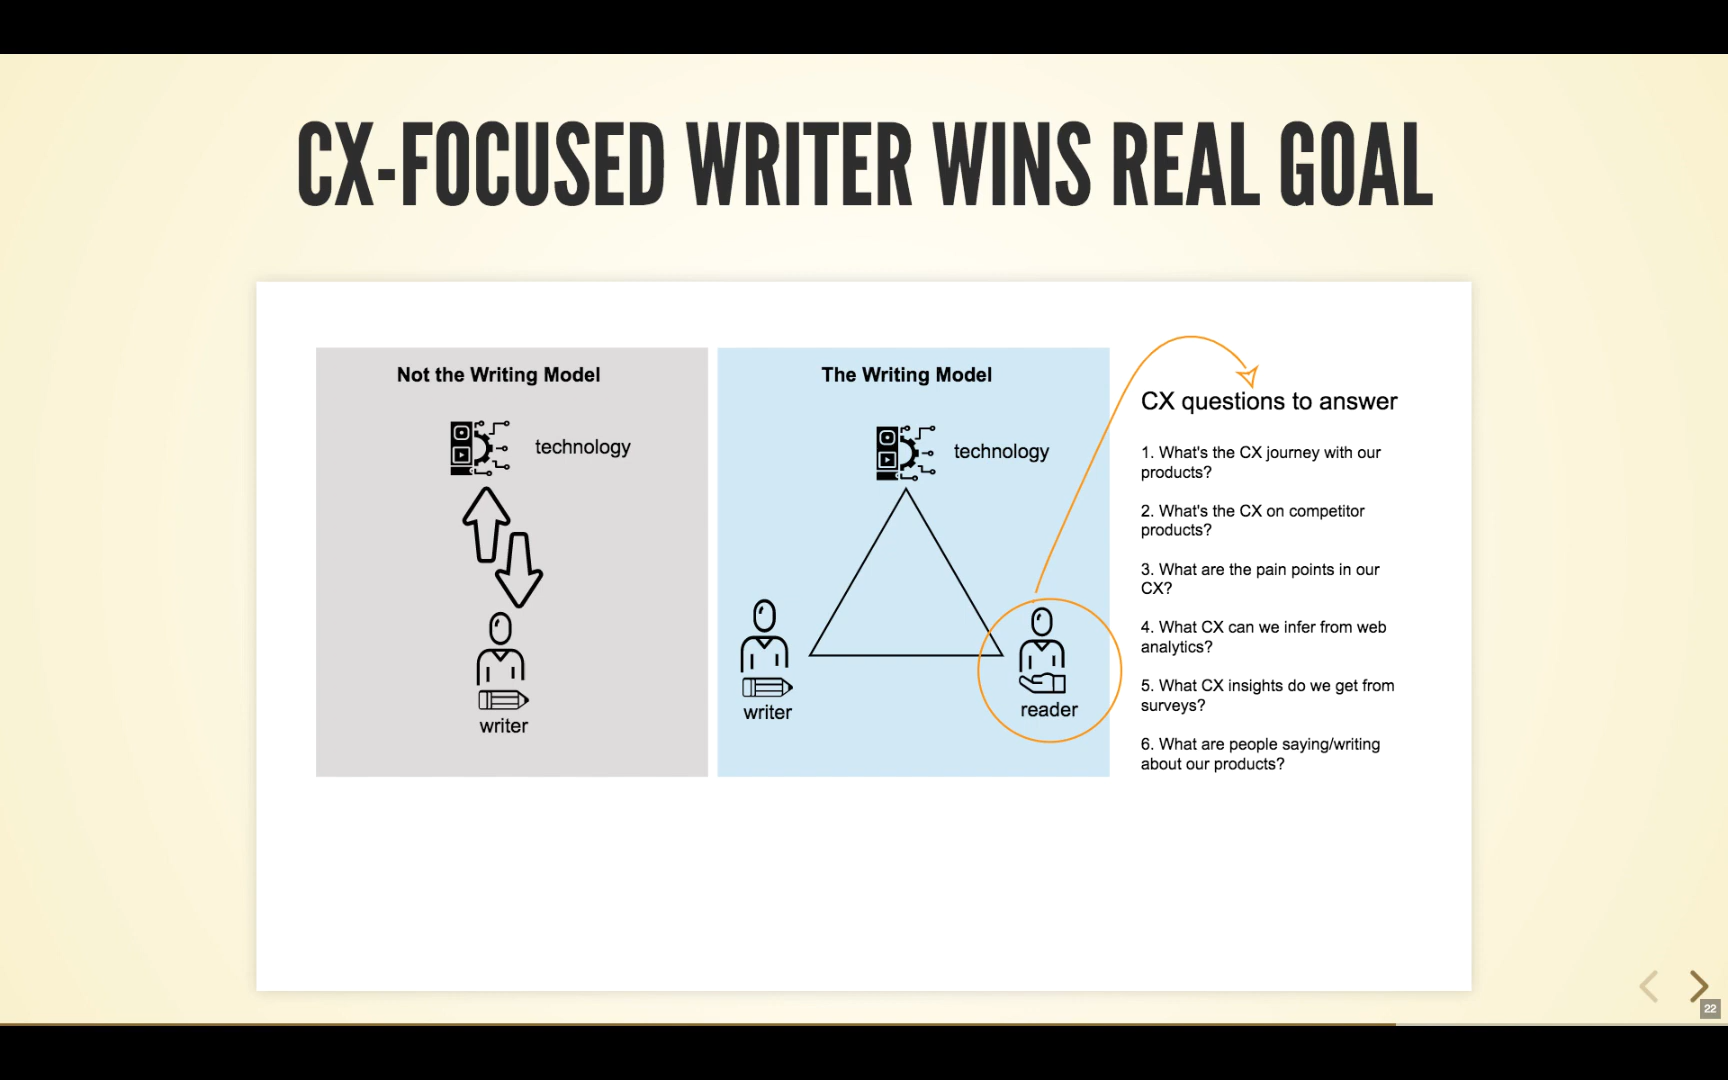 CX-FOCUSED WRITER WINS REAL GOAL
Not the Writing Model
technology
writer
The Writing Model
technology
writer
reader
CX questions to answer
1. What's the CX journey with our
products?
2. What's the CX on competitor
products?
3. What are the pain points in our
CX?
4. What CX can we infer from web
analytics?
5. What CX insights do we get from
surveys?
6. What are people saying/writing
about our products?
22